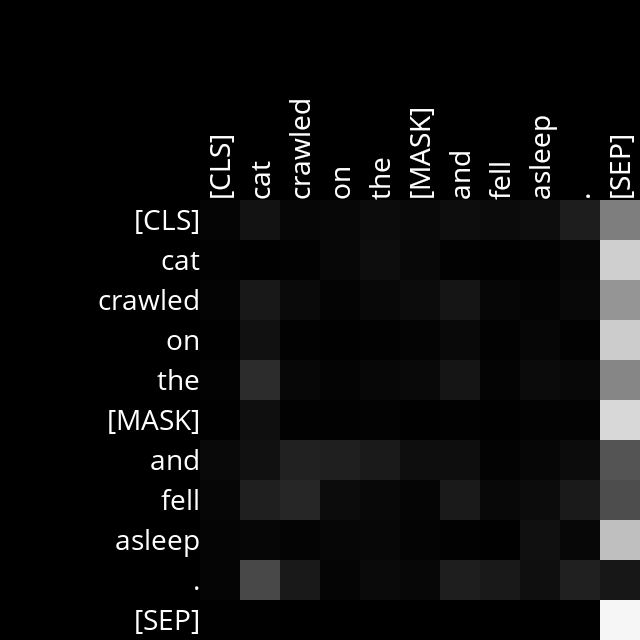 [CLS] cat crawled on the [MASK] and fell asleep . [SEP]
[CLS]
cat
crawled
on
the
[MASK]
and
fell
asleep
.
[SEP]